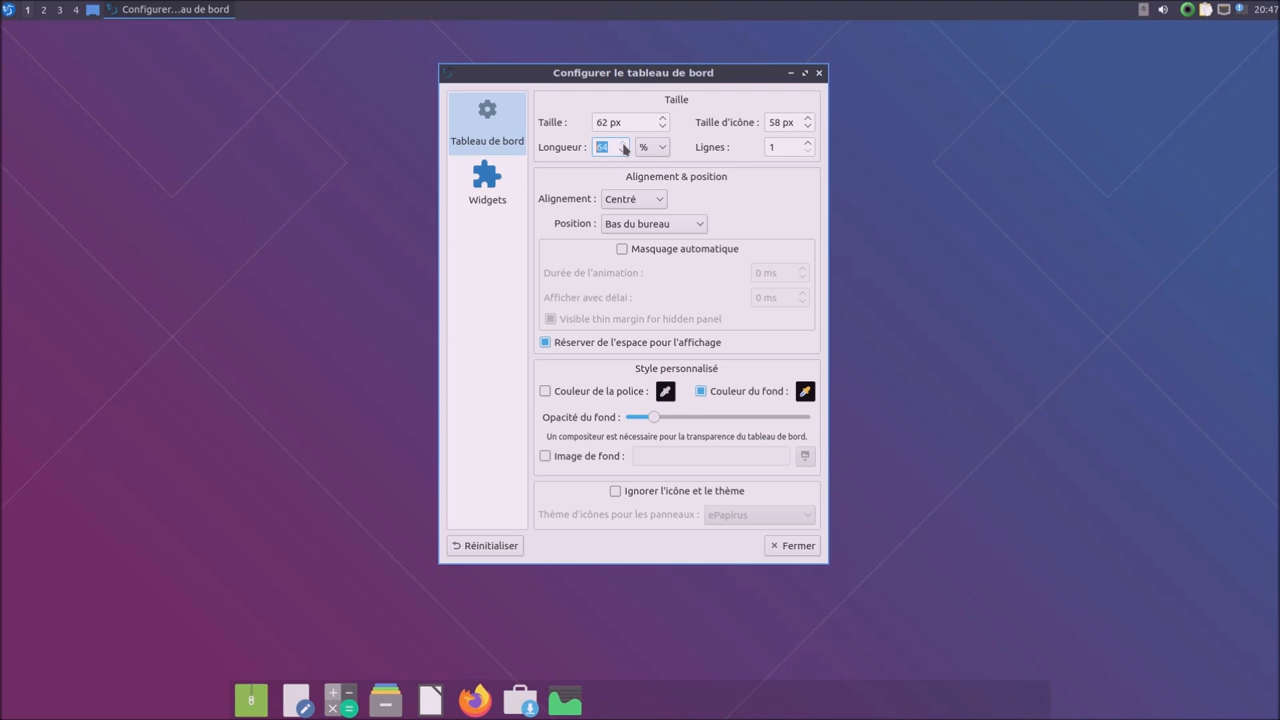 1 2 3 4 Configurer...au de bord 20:47
Configurer le tableau de bord
Tableau de bord
Widgets
Taille
Taille : 62 px Taille d'icône : 58 px
Longueur : 64 % Lignes : 1
Alignement & position
Alignement : Centré
Position : Bas du bureau
Masquage automatique
Durée de l'animation : 0 ms
Afficher avec délai : 0 ms
Visible thin margin for hidden panel
Réserver de l'espace pour l'affichage
Style personnalisé
Couleur de la police : Couleur du fond :
Opacité du fond :
Un compositeur est nécessaire pour la transparence du tableau de bord.
Image de fond :
Ignorer l'icône et le thème
Thème d'icônes pour les panneaux : ePapirus
Réinitialiser Fermer